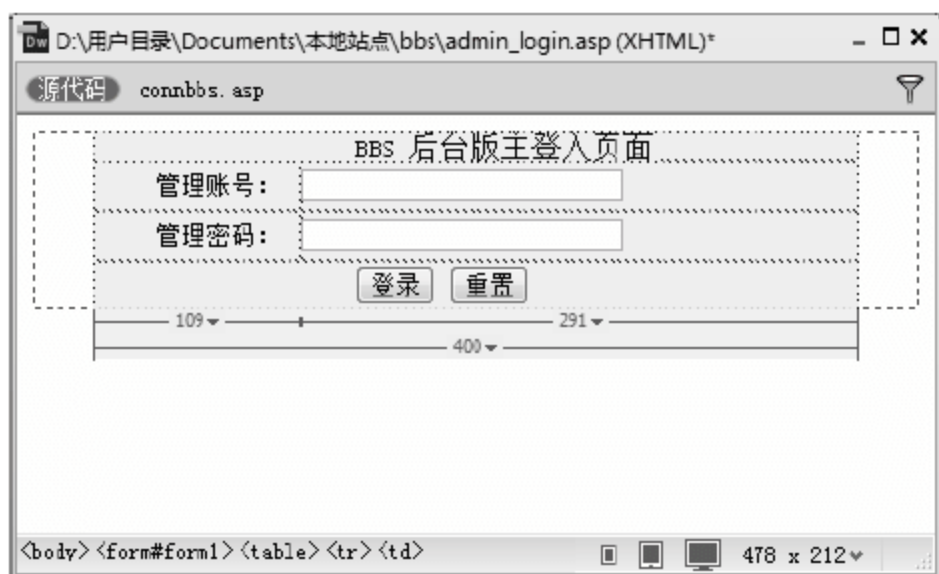 Dw D:\用户目录\Documents\本地站点\bbs\admin_login.asp (XHTML)*
源代码 connbbs.asp
BBS 后台版主登入页面
管理账号：
管理密码：
登录 重置
109 291
400
<body> <form#form1> <table> <tr> <td> 478 x 212